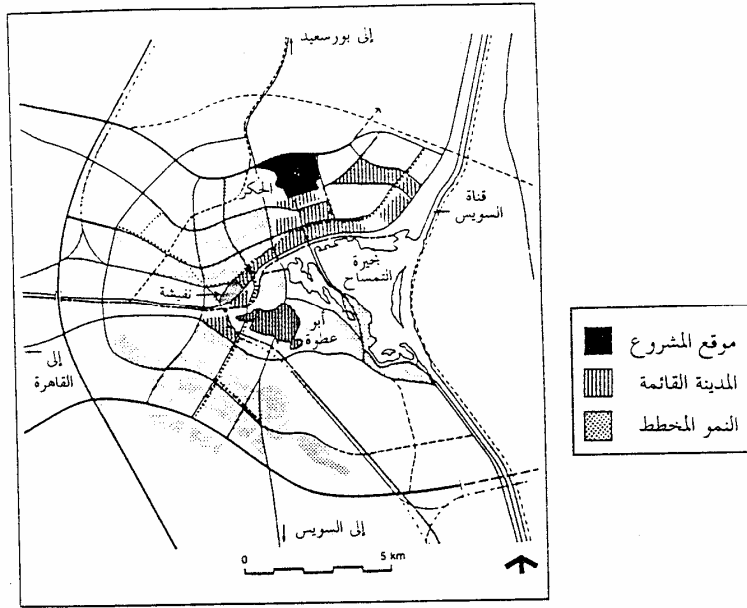 إلى بورسعيد
الحكر
قناة
السويس
بحيرة
التمساح
نفيشة
أبو
عطوة
إلى
القاهرة
إلى السويس
0 5 km
موقع المشروع
المدينة القائمة
النمو المخطط